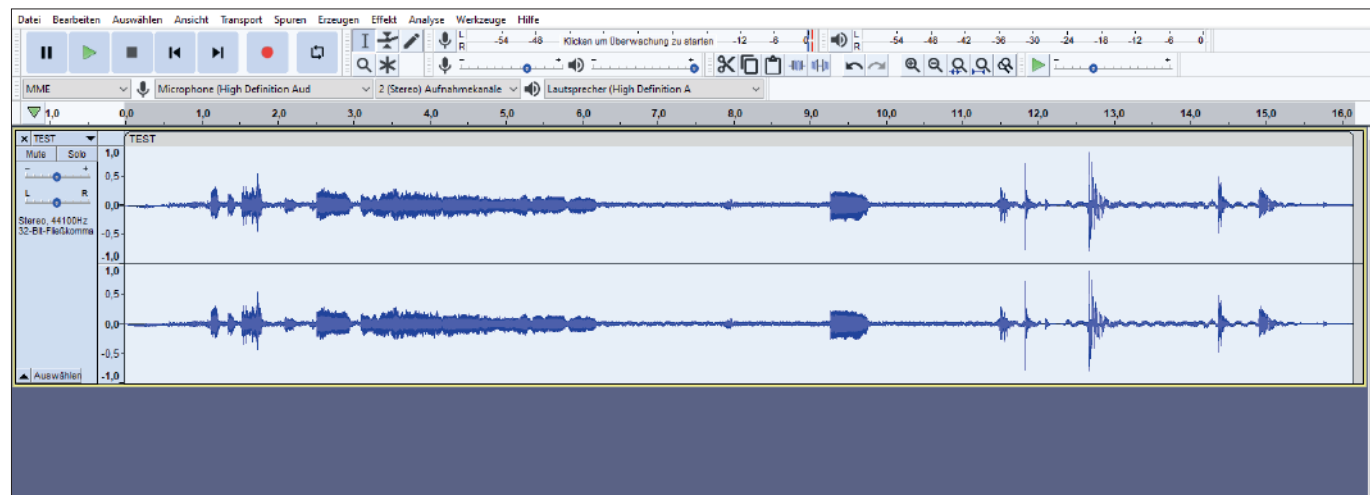 Datei Bearbeiten Auswählen Ansicht Transport Spuren Erzeugen Effekt Analyse Werkzeuge Hilfe
L R -54 -48 Klicken um Überwachung zu starten -12 -6 0 L R -54 -48 -42 -36 -30 -24 -18 -12 -6 0
- + - + - +
MME Microphone (High Definition Aud 2 (Stereo) Aufnahmekanäle Lautsprecher (High Definition A
1,0 0,0 1,0 2,0 3,0 4,0 5,0 6,0 7,0 8,0 9,0 10,0 11,0 12,0 13,0 14,0 15,0 16,0
TEST TEST
Mute Solo 1,0
- + 0,5
L R 0,0
Stereo, 44100Hz
32-Bit-Fließkomma -0,5
-1,0
1,0
0,5
0,0
-0,5
Auswählen -1,0